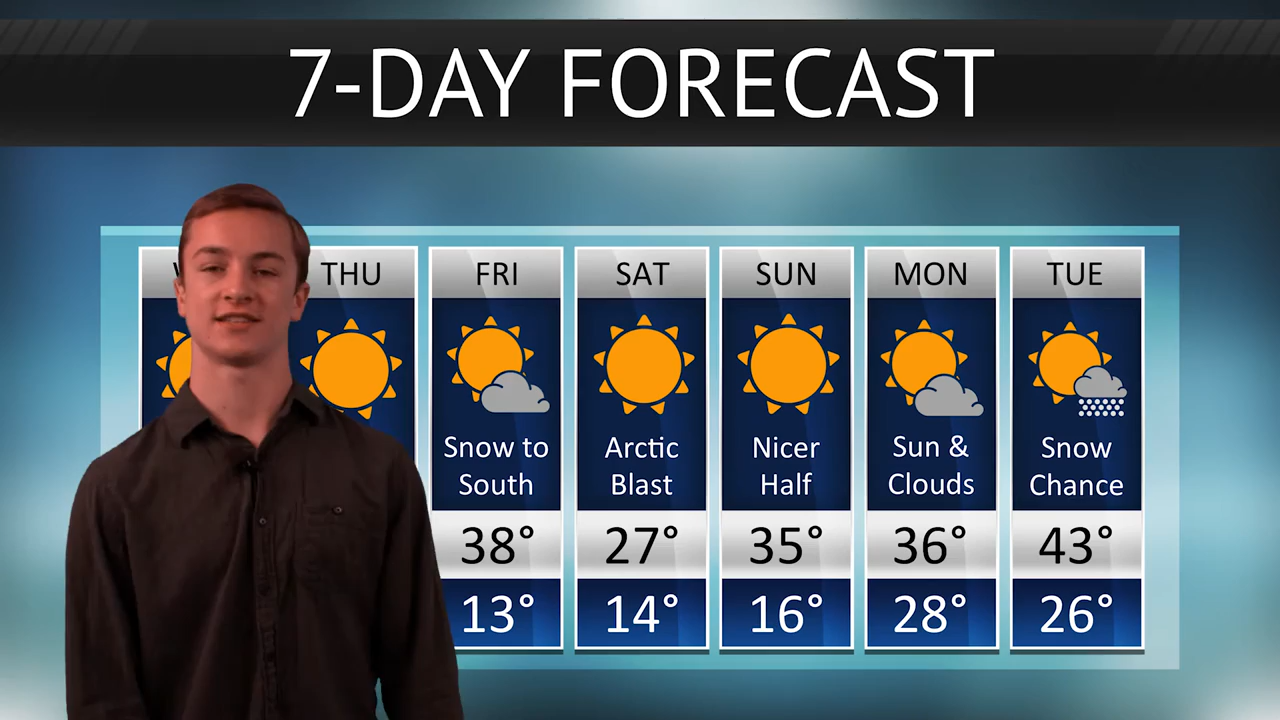 7-DAY FORECAST
THU
FRI
SAT
SUN
MON
TUE
Snow to
South
Arctic
Blast
Nicer
Half
Sun &
Clouds
Snow
Chance
38°
27°
35°
36°
43°
13°
14°
16°
28°
26°